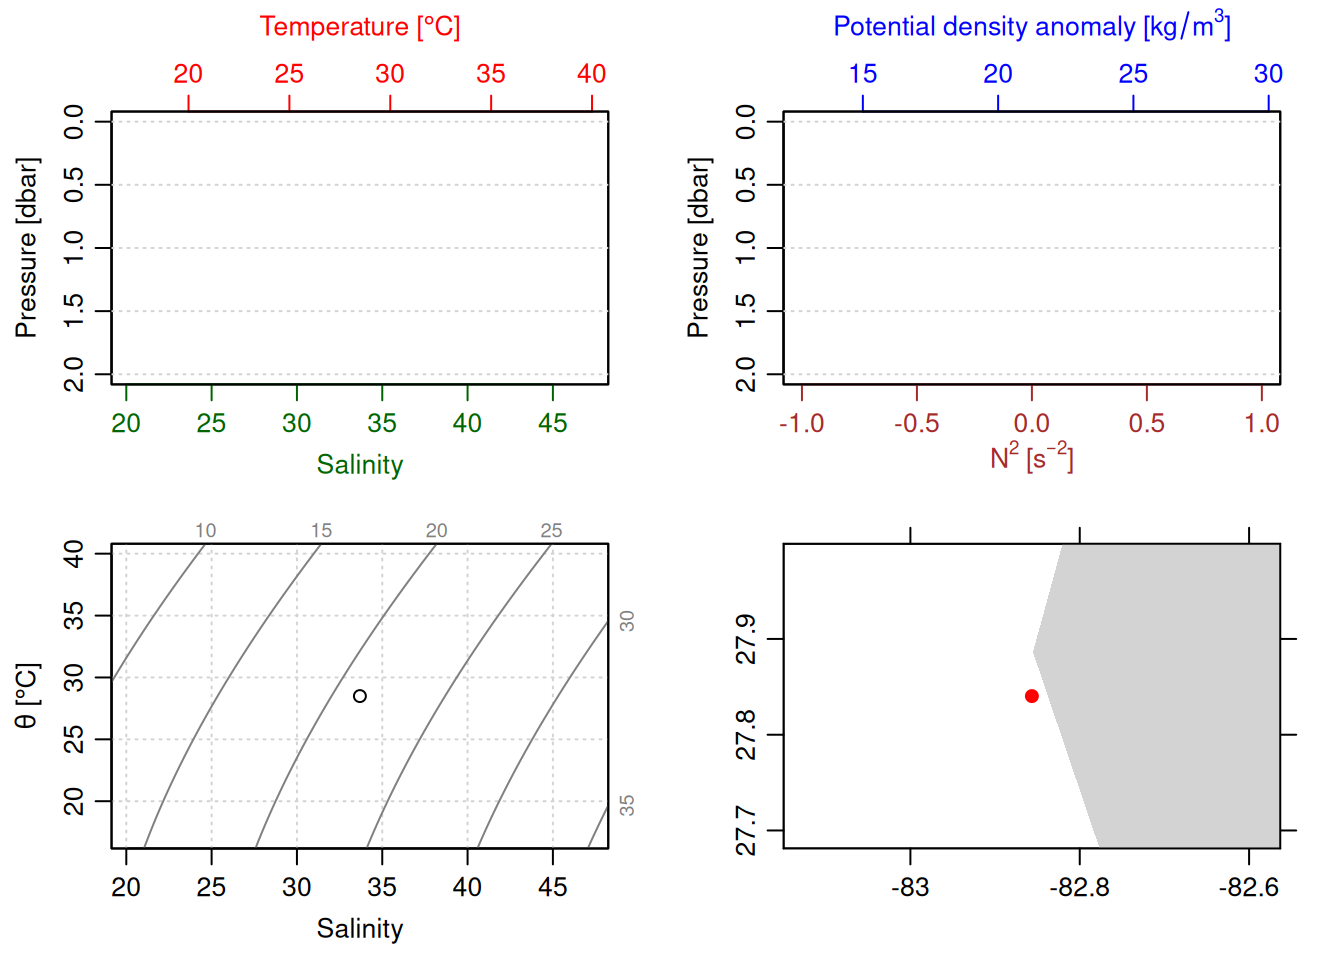 Temperature [°C]
20 25 30 35 40
Pressure [dbar]
0.0 0.5 1.0 1.5 2.0
20 25 30 35 40 45
Salinity
Potential density anomaly [kg/m³]
15 20 25 30
Pressure [dbar]
0.0 0.5 1.0 1.5 2.0
-1.0 -0.5 0.0 0.5 1.0
N² [s⁻²]
10 15 20 25
30
35
θ [°C]
40 35 30 25 20
20 25 30 35 40 45
Salinity
27.9
27.8
27.7
-83 -82.8 -82.6